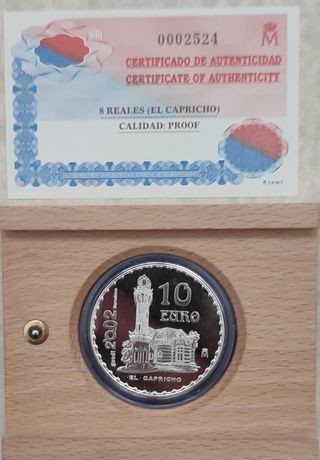 0002524
CERTIFICADO DE AUTENTICIDAD
CERTIFICATE OF AUTHENTICITY
8 REALES (EL CAPRICHO)
CALIDAD: PROOF
10
EURO
2002
EL CAPRICHO